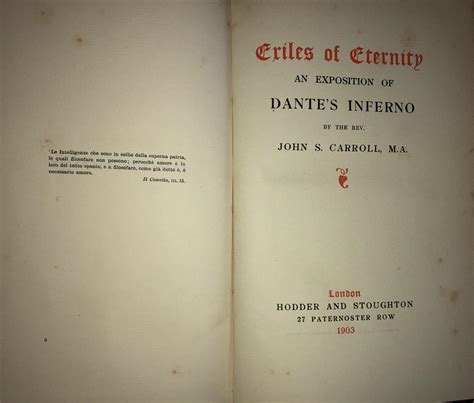 'Le Intelligenze che sono in esilio della superna patria,
le quali filosofare non possono; perocchè amore è in
loro del tutto spento, e a filosofare, come già detto è, è
necessario amore.
Il Convito, iii. 13.
Exiles of Eternity
AN EXPOSITION OF
DANTE'S INFERNO
BY THE REV.
JOHN S. CARROLL, M.A.
London
HODDER AND STOUGHTON
27 PATERNOSTER ROW
1903